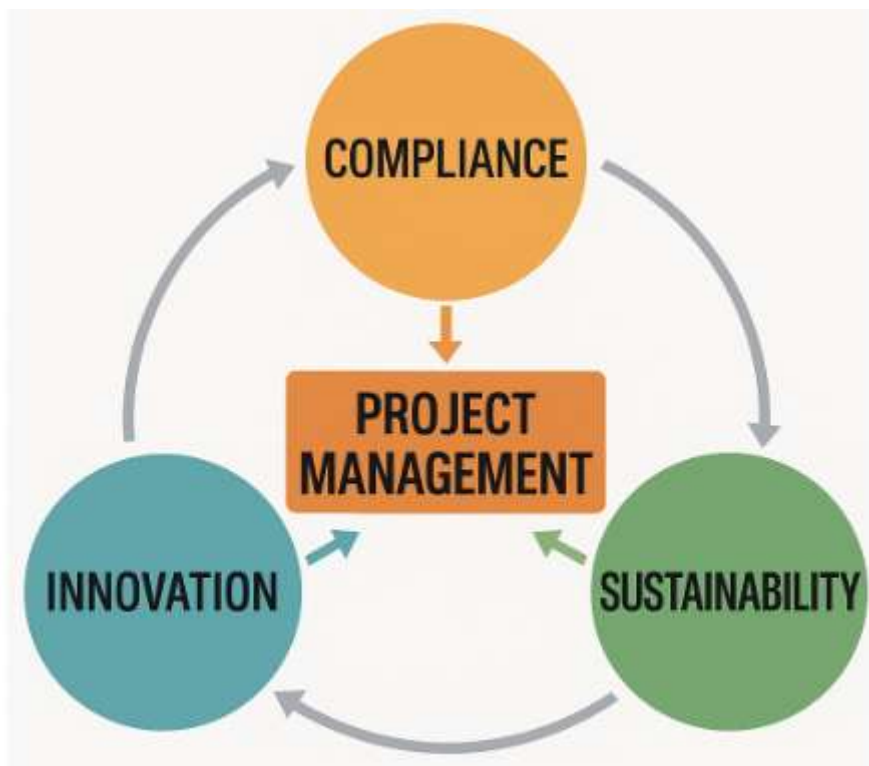 COMPLIANCE
PROJECT
MANAGEMENT
INNOVATION
SUSTAINABILITY